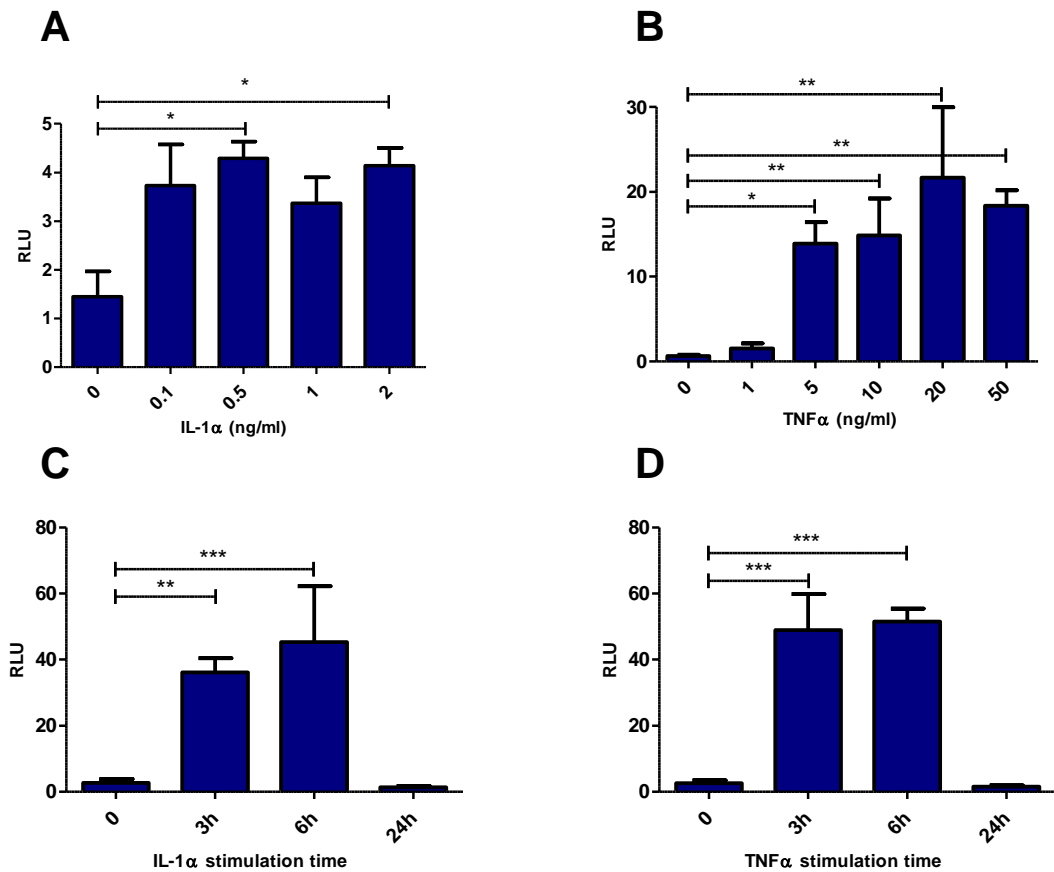 A
*
*
5
4
3
2
1
0
RLU
0
0.1
0.5
1
2
IL-1α (ng/ml)
B
**
**
**
*
30
20
10
0
RLU
0
1
5
10
20
50
TNFα (ng/ml)
C
***
**
80
60
40
20
0
RLU
0
3h
6h
24h
IL-1α stimulation time
D
***
***
80
60
40
20
0
RLU
0
3h
6h
24h
TNFα stimulation time